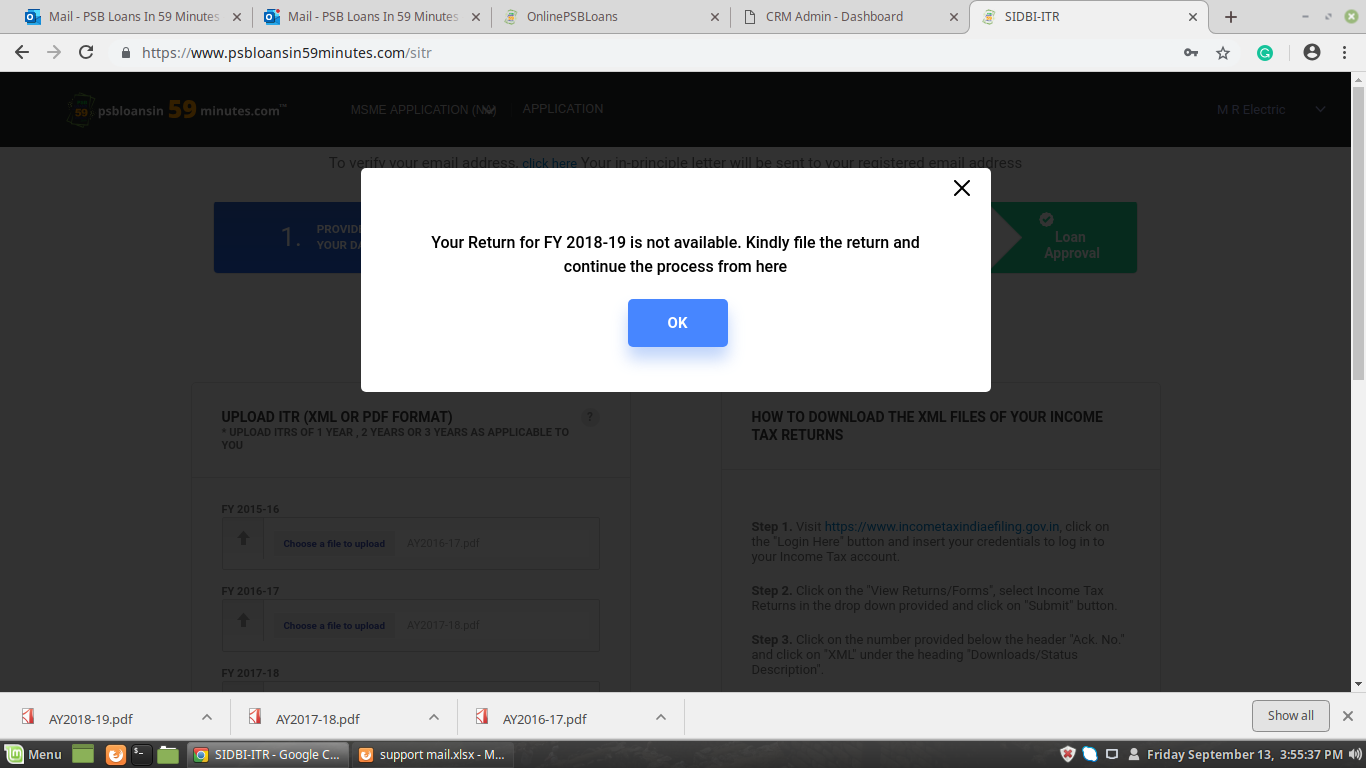 Mail - PSB Loans In 59 Minutes
Mail - PSB Loans In 59 Minutes
OnlinePSBLoans
CRM Admin - Dashboard
SIDBI-ITR
https://www.psbloansin59minutes.com/sitr
59
psbloansin 59 minutes.com™
MSME APPLICATION
APPLICATION
M R Electric
To verify your email address, click here Your in-principle letter will be sent to your registered email address
Your Return for FY 2018-19 is not available. Kindly file the return and
continue the process from here
OK
1.
Loan
Approval
UPLOAD ITR (XML OR PDF FORMAT)
?
* UPLOAD ITRS OF 1 YEAR , 2 YEARS OR 3 YEARS AS APPLICABLE TO
YOU
FY 2015-16
Choose a file to upload
AY2016-17.pdf
FY 2016-17
Choose a file to upload
AY2017-18.pdf
FY 2017-18
HOW TO DOWNLOAD THE XML FILES OF YOUR INCOME
TAX RETURNS
Step 1. Visit https://www.incometaxindiaefiling.gov.in, click on
the "Login Here" button and insert your credentials to log in to
your Income Tax account.
Step 2. Click on the "View Returns/Forms", select Income Tax
Returns in the drop down provided and click on "Submit" button.
Step 3. Click on the number provided below the header "Ack. No."
and click on "XML" under the heading "Downloads/Status
Description".
AY2018-19.pdf
AY2017-18.pdf
AY2016-17.pdf
Show all
Menu
SIDBI-ITR - Google C...
support mail.xlsx - M...
Friday September 13, 3:55:37 PM